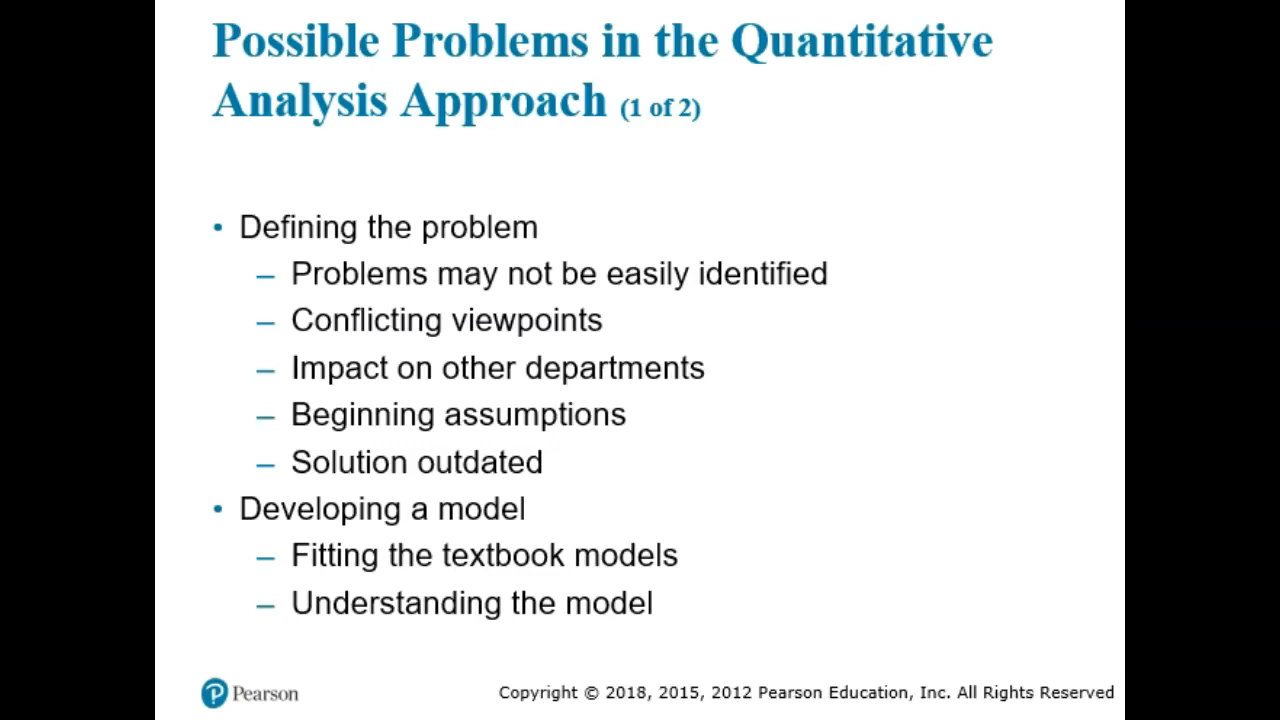 Possible Problems in the Quantitative
Analysis Approach (1 of 2)
• Defining the problem
– Problems may not be easily identified
– Conflicting viewpoints
– Impact on other departments
– Beginning assumptions
– Solution outdated
• Developing a model
– Fitting the textbook models
– Understanding the model
P Pearson
Copyright © 2018, 2015, 2012 Pearson Education, Inc. All Rights Reserved